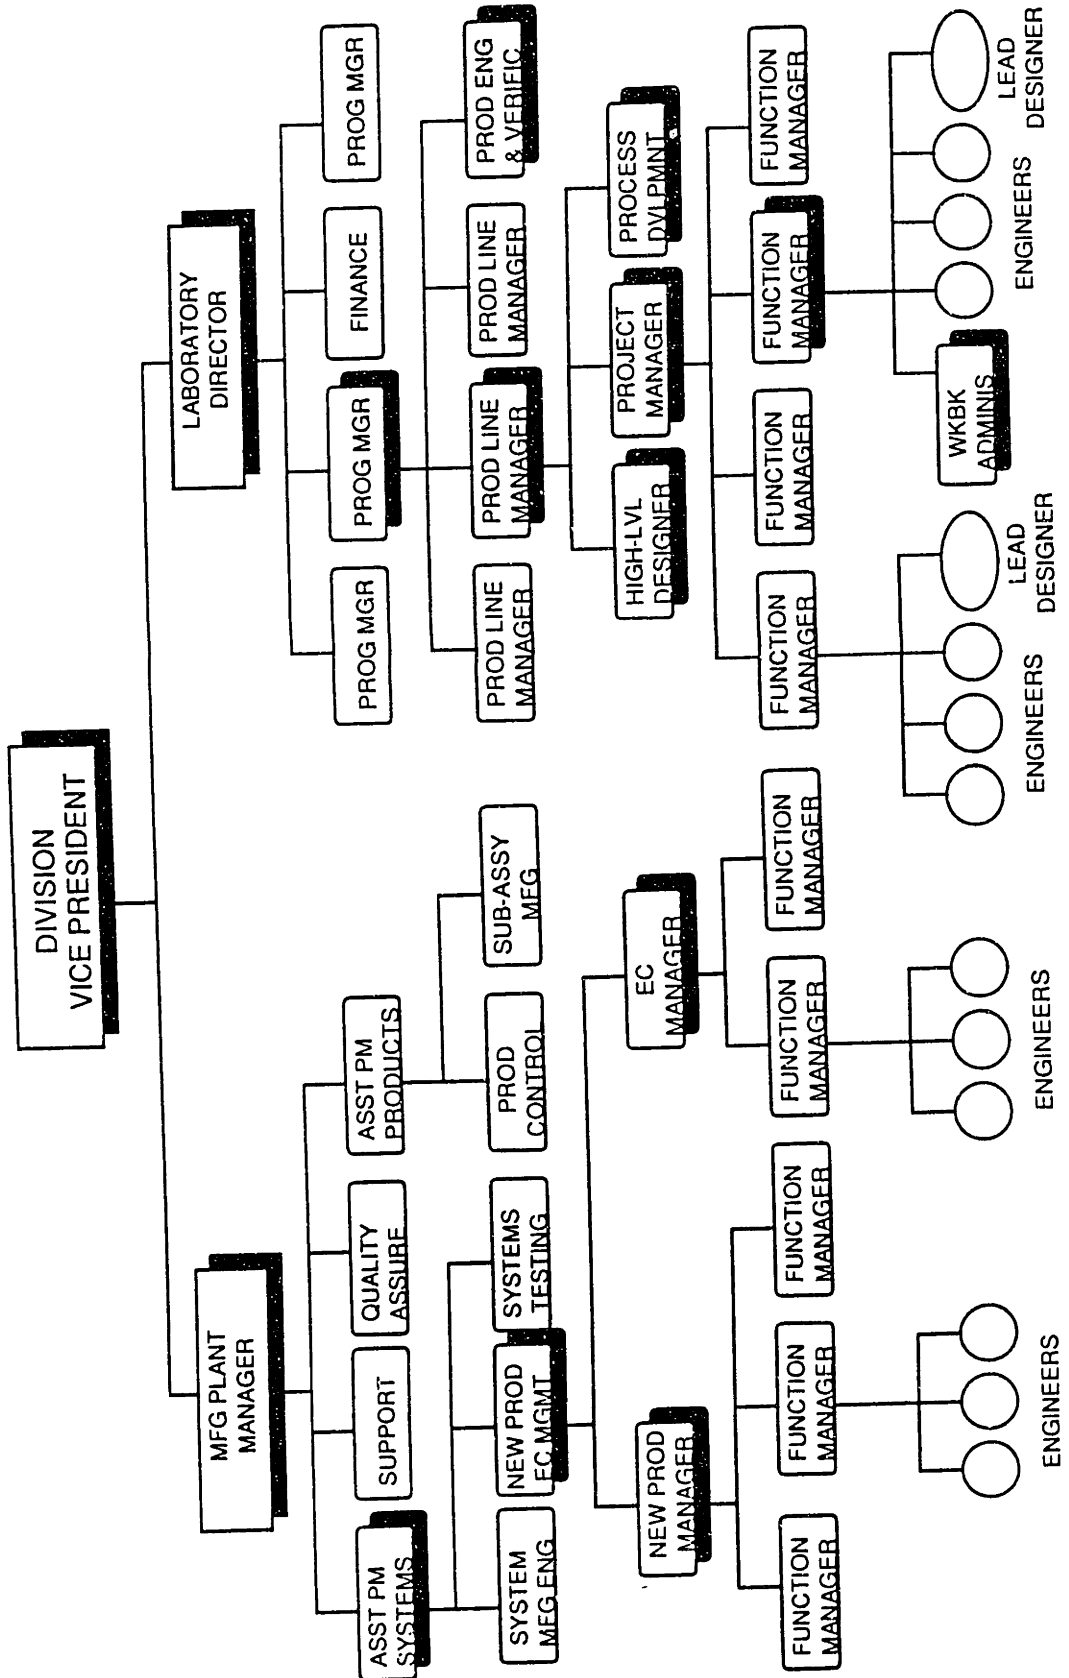 DIVISION
VICE PRESIDENT
MFG PLANT
MANAGER
LABORATORY
DIRECTOR
ASST PM
SYSTEMS
SUPPORT
QUALITY
ASSURE
ASST PM
PRODUCTS
PROG MGR
PROG MGR
FINANCE
PROG MGR
SYSTEM
MFG ENG
NEW PROD
EC MGMT
SYSTEMS
TESTING
PROD
CONTROL
SUB-ASSY
MFG
PROD LINE
MANAGER
PROD LINE
MANAGER
PROD LINE
MANAGER
PROD ENG
& VERIFIC
NEW PROD
MANAGER
EC
MANAGER
HIGH-LVL
DESIGNER
PROJECT
MANAGER
PROCESS
DVLPMNT
FUNCTION
MANAGER
FUNCTION
MANAGER
FUNCTION
MANAGER
FUNCTION
MANAGER
FUNCTION
MANAGER
FUNCTION
MANAGER
FUNCTION
MANAGER
FUNCTION
MANAGER
FUNCTION
MANAGER
WKBK
ADMINIS
ENGINEERS
ENGINEERS
ENGINEERS
LEAD
DESIGNER
ENGINEERS
LEAD
DESIGNER